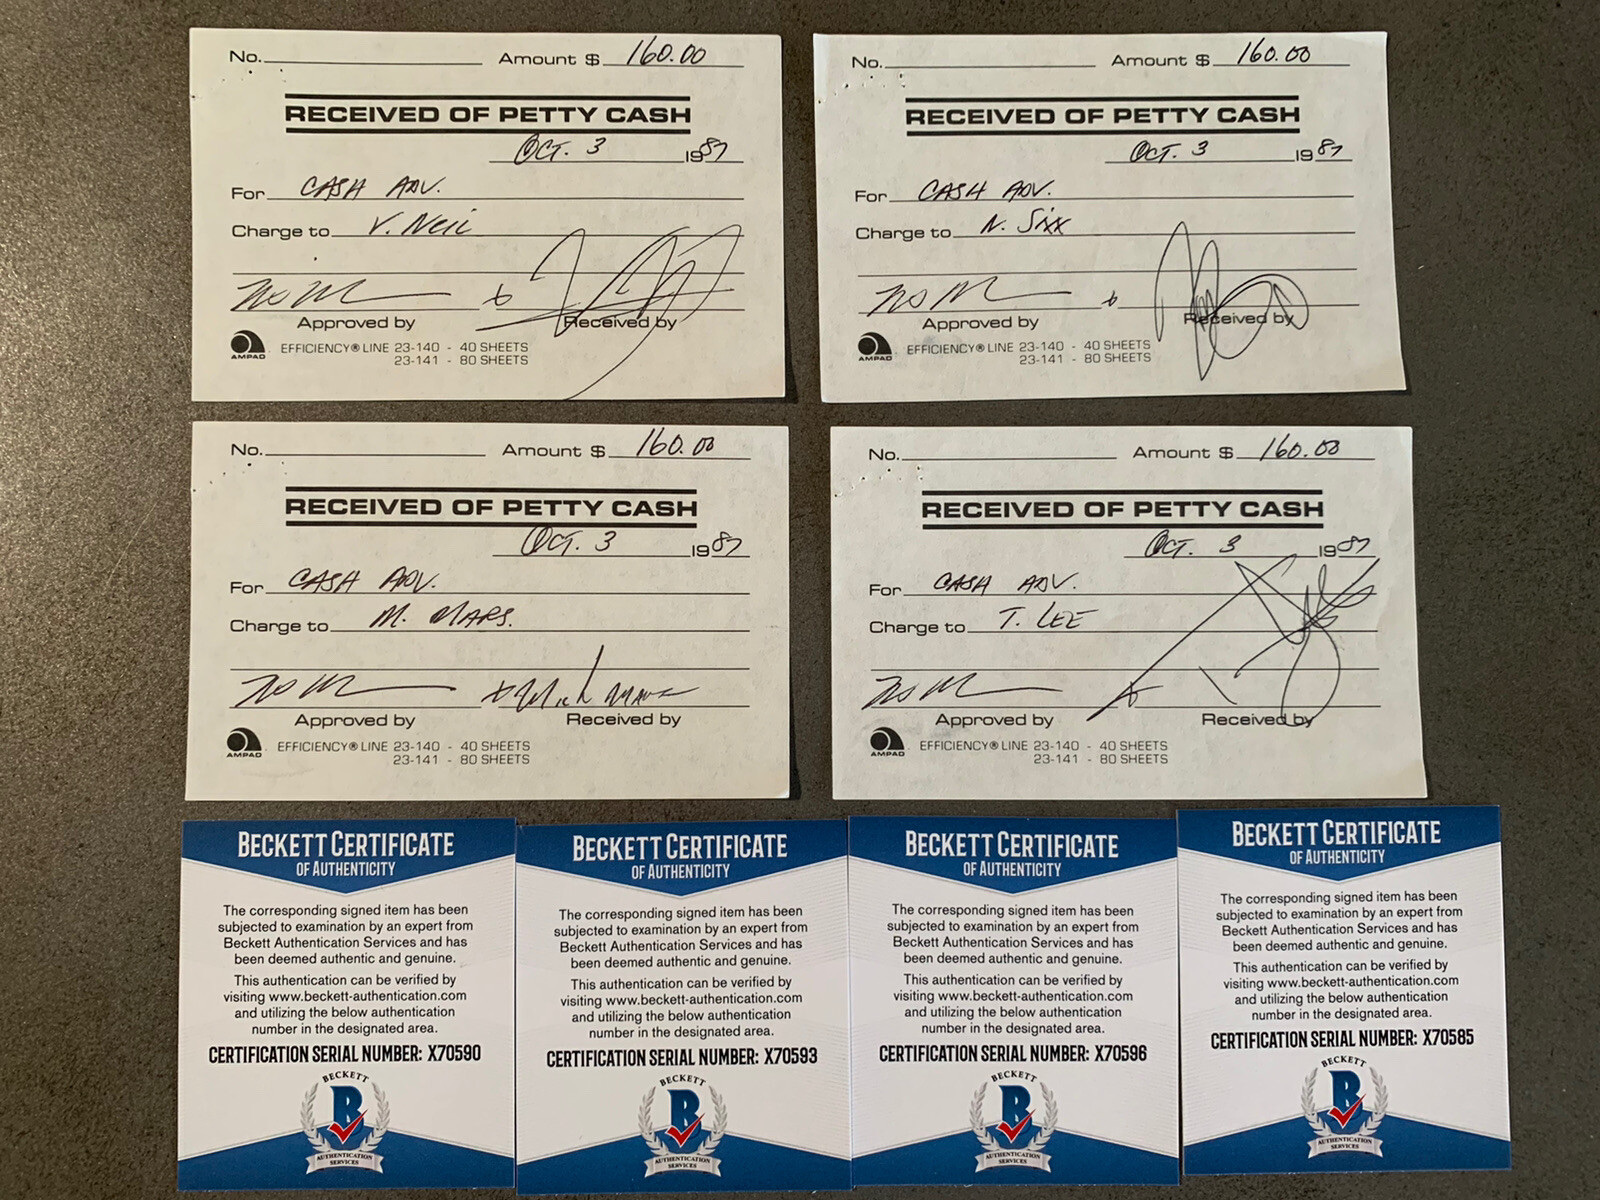 No. Amount $ 160.00
RECEIVED OF PETTY CASH
OCT. 3 1987
For CASH ADV.
Charge to V. Neil
Approved by Received by
AMPAD EFFICIENCY® LINE 23-140 - 40 SHEETS
23-141 - 80 SHEETS
No. Amount $ 160.00
RECEIVED OF PETTY CASH
OCT. 3 1987
For CASH ADV.
Charge to N. Sixx
Approved by Received by
AMPAD EFFICIENCY® LINE 23-140 - 40 SHEETS
23-141 - 80 SHEETS
No. Amount $ 160.00
RECEIVED OF PETTY CASH
OCT. 3 1987
For CASH ADV.
Charge to M. MARS.
x Mick Mars
Approved by Received by
AMPAD EFFICIENCY® LINE 23-140 - 40 SHEETS
23-141 - 80 SHEETS
No. Amount $ 160.00
RECEIVED OF PETTY CASH
OCT. 3 1987
For CASH ADV.
Charge to T. LEE
Approved by Received by
AMPAD EFFICIENCY® LINE 23-140 - 40 SHEETS
23-141 - 80 SHEETS
BECKETT CERTIFICATE
OF AUTHENTICITY
The corresponding signed item has been
subjected to examination by an expert from
Beckett Authentication Services and has
been deemed authentic and genuine.
This authentication can be verified by
visiting www.beckett-authentication.com
and utilizing the below authentication
number in the designated area.
CERTIFICATION SERIAL NUMBER: X70590
BECKETT
B
AUTHENTICATION
SERVICES
BECKETT CERTIFICATE
OF AUTHENTICITY
The corresponding signed item has been
subjected to examination by an expert from
Beckett Authentication Services and has
been deemed authentic and genuine.
This authentication can be verified by
visiting www.beckett-authentication.com
and utilizing the below authentication
number in the designated area.
CERTIFICATION SERIAL NUMBER: X70593
BECKETT
B
AUTHENTICATION
SERVICES
BECKETT CERTIFICATE
OF AUTHENTICITY
The corresponding signed item has been
subjected to examination by an expert from
Beckett Authentication Services and has
been deemed authentic and genuine.
This authentication can be verified by
visiting www.beckett-authentication.com
and utilizing the below authentication
number in the designated area.
CERTIFICATION SERIAL NUMBER: X70596
BECKETT
B
AUTHENTICATION
SERVICES
BECKETT CERTIFICATE
OF AUTHENTICITY
The corresponding signed item has been
subjected to examination by an expert from
Beckett Authentication Services and has
been deemed authentic and genuine.
This authentication can be verified by
visiting www.beckett-authentication.com
and utilizing the below authentication
number in the designated area.
CERTIFICATION SERIAL NUMBER: X70585
BECKETT
B
AUTHENTICATION
SERVICES